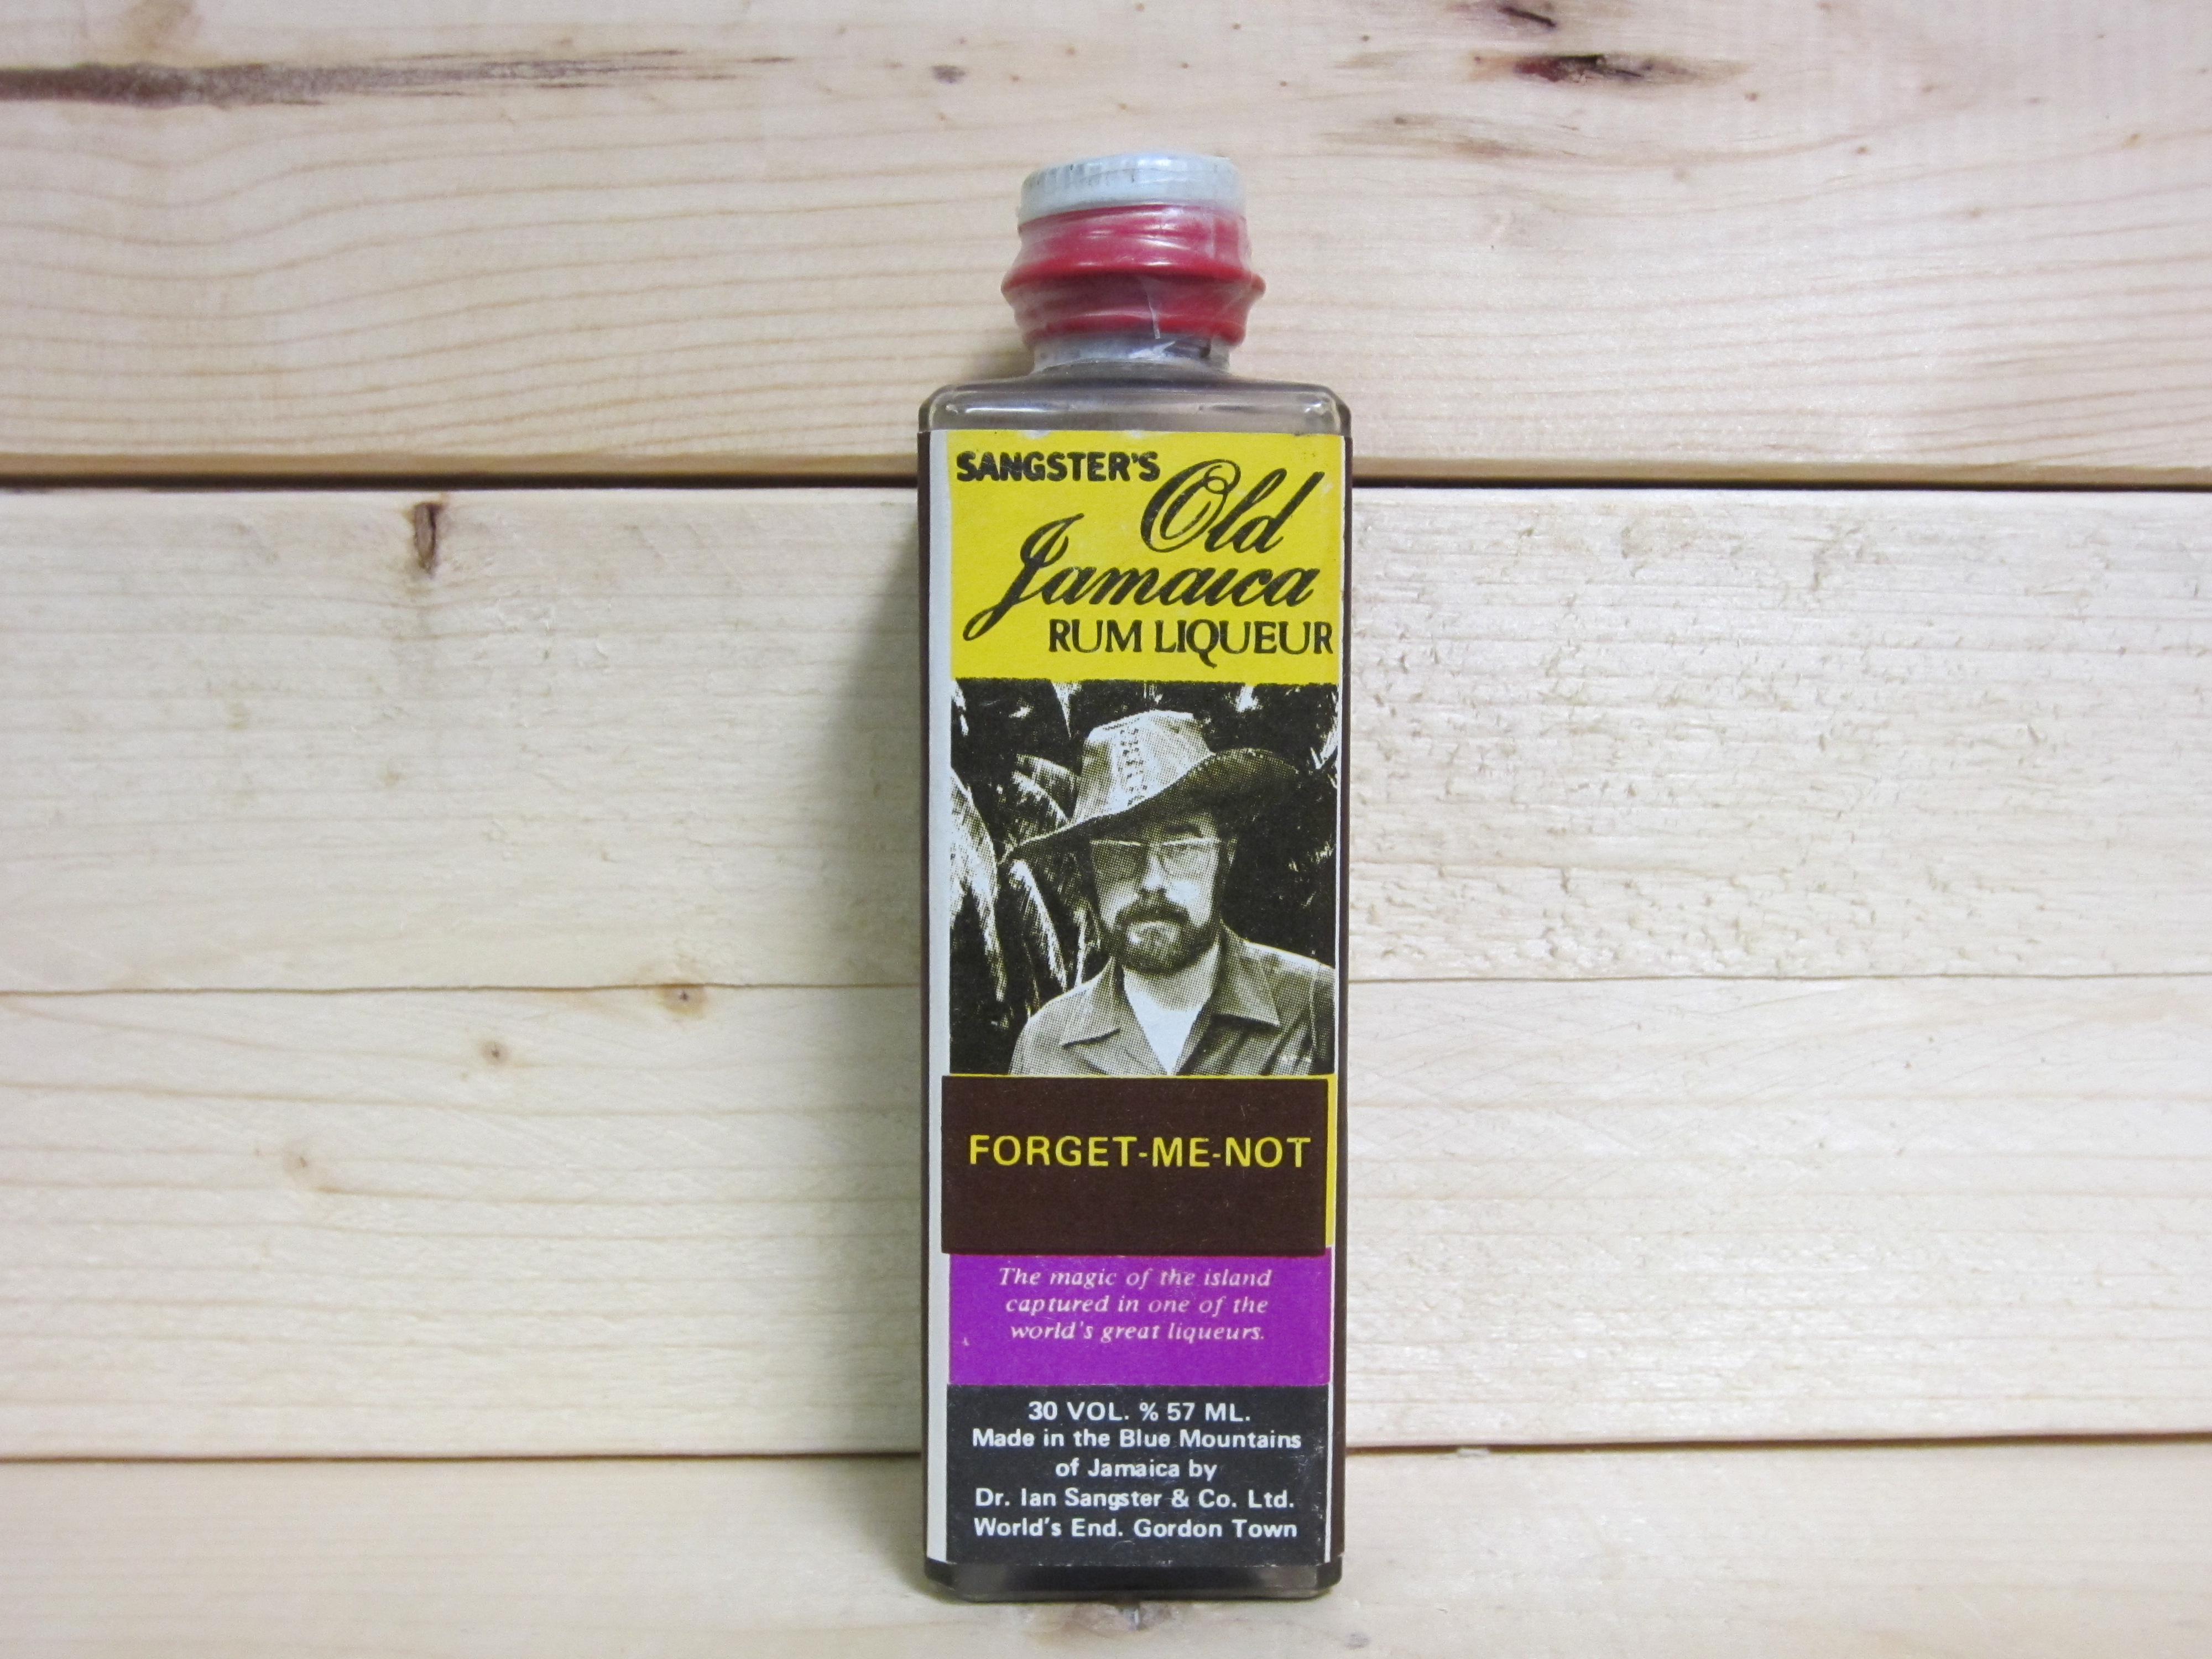 SANGSTER'S
Old
Jamaica
RUM LIQUEUR
FORGET-ME-NOT
The magic of the island
captured in one of the
world's great liqueurs.
30 VOL. % 57 ML.
Made in the Blue Mountains
of Jamaica by
Dr. Ian Sangster & Co. Ltd.
World's End. Gordon Town